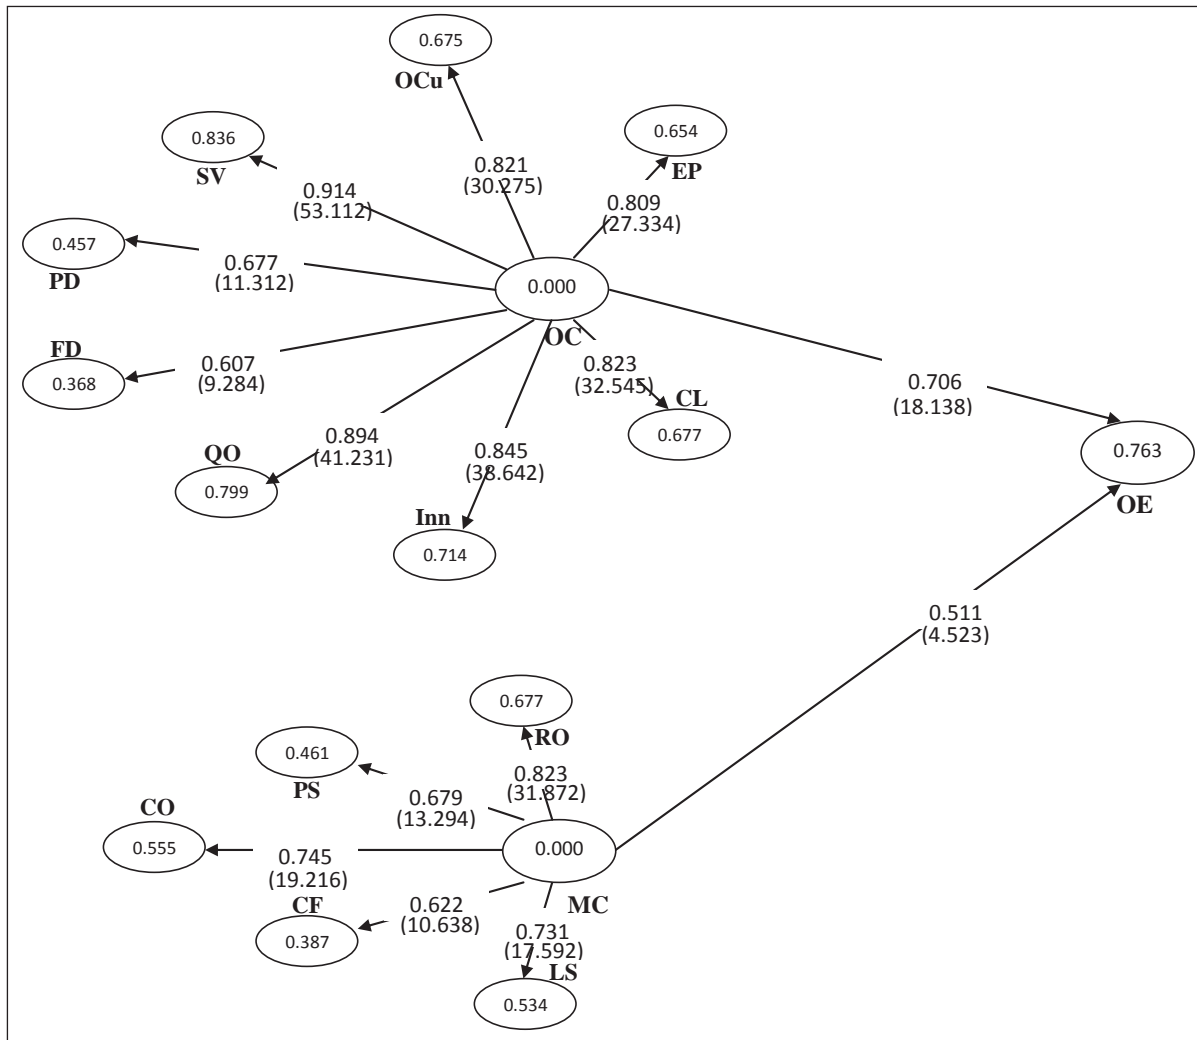 0.675
OCu
0.836
SV
0.654
EP
0.821
(30.275)
0.914
(53.112)
0.809
(27.334)
0.457
PD
0.677
(11.312)
0.000
OC
FD
0.368
0.607
(9.284)
0.823
(32.545)
CL
0.677
0.706
(18.138)
0.763
OE
QO
0.799
0.894
(41.231)
0.845
(38.642)
Inn
0.714
0.511
(4.523)
0.677
RO
0.461
PS
0.823
(31.872)
0.679
(13.294)
CO
0.555
0.745
(19.216)
0.000
MC
CF
0.387
0.622
(10.638)
0.731
(17.592)
LS
0.534